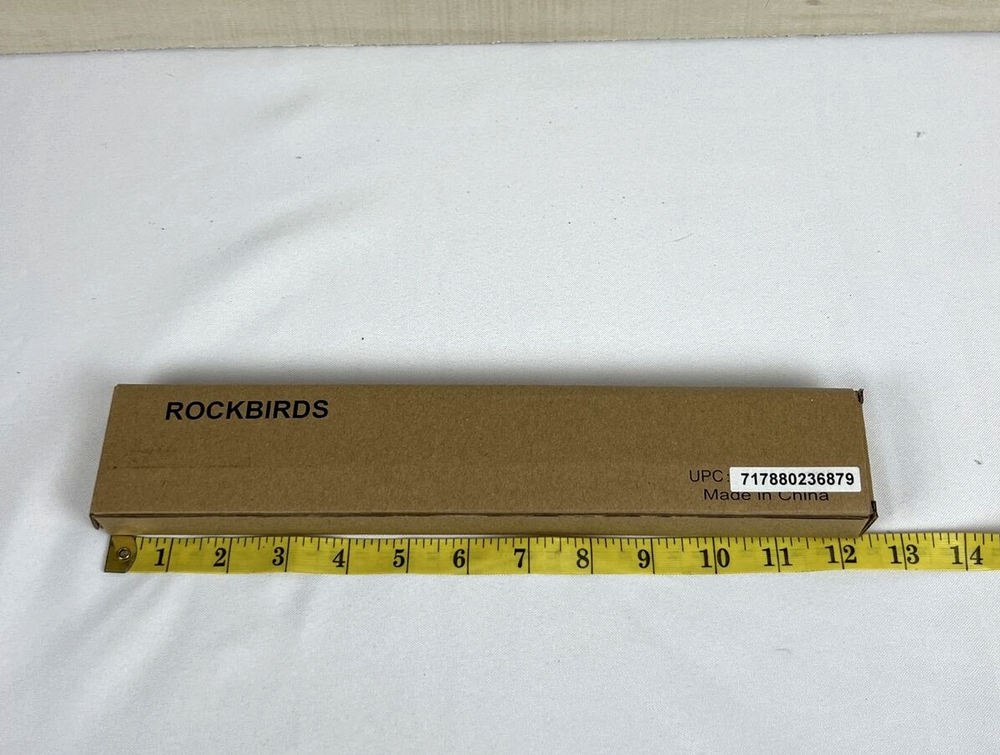 ROCKBIRDS
UPC: 717880236879
Made in China
1 2 3 4 5 6 7 8 9 10 11 12 13 14